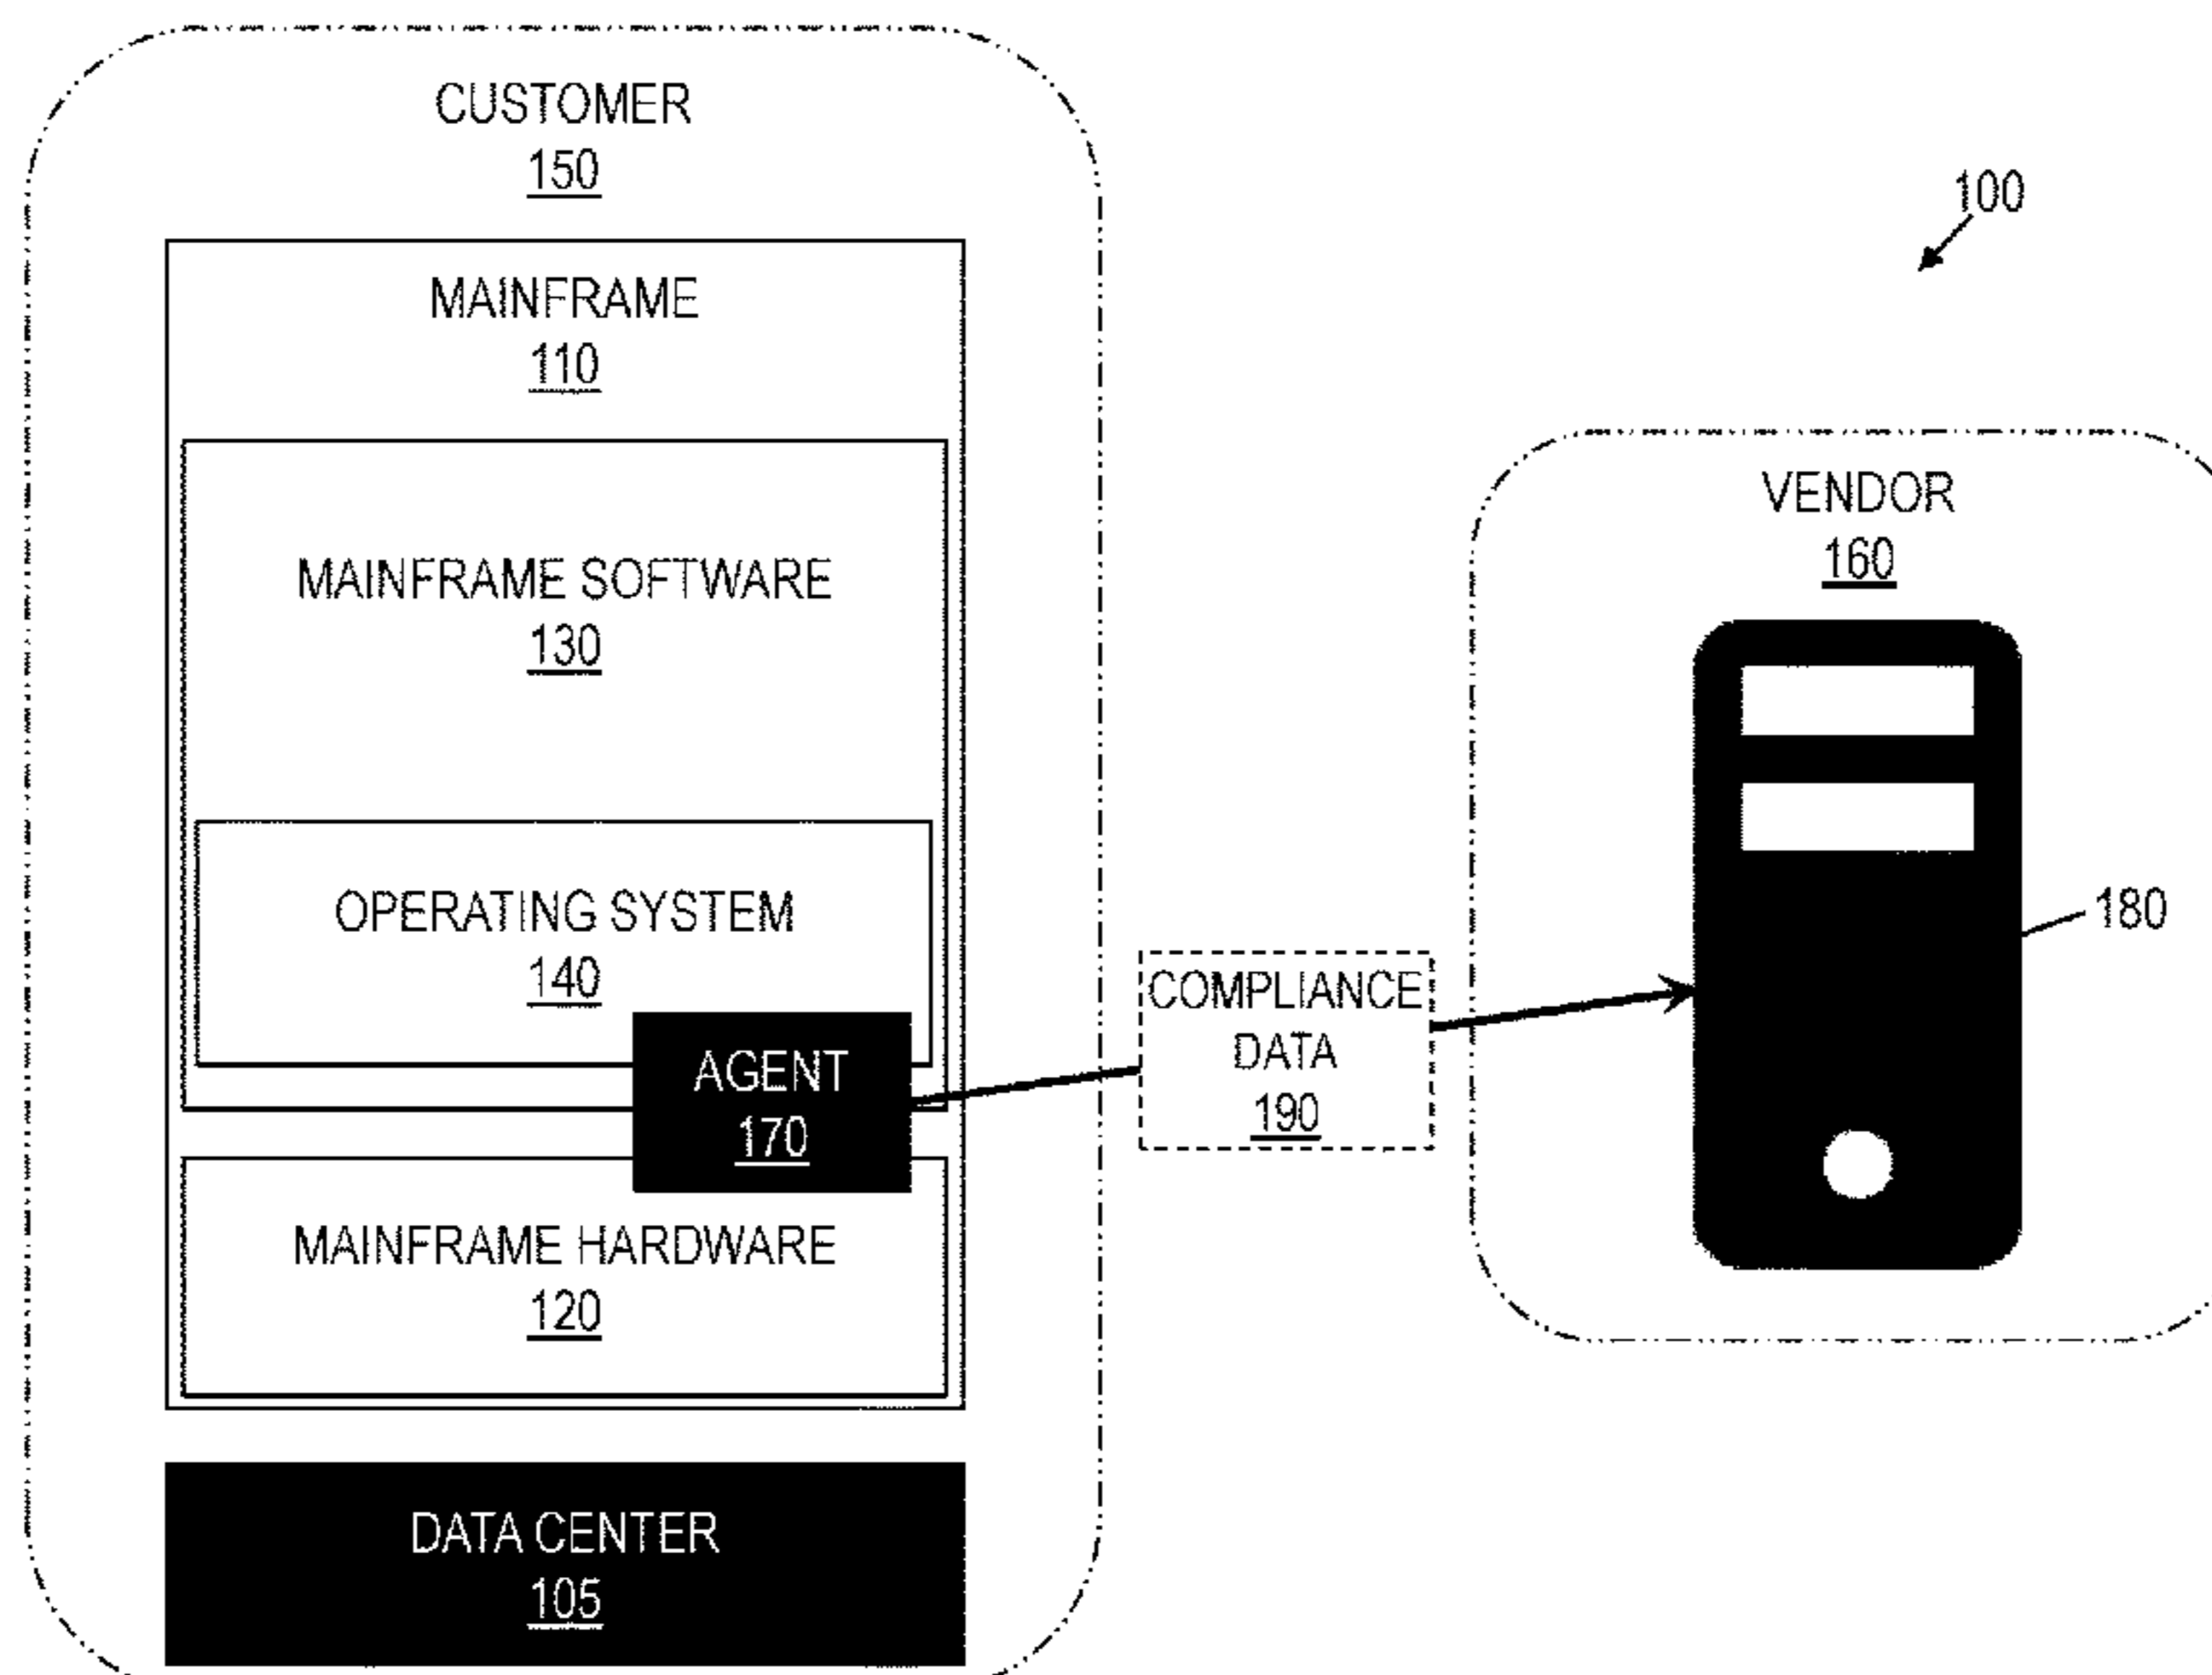 CUSTOMER
150
MAINFRAME
110
MAINFRAME SOFTWARE
130
OPERATING SYSTEM
140
AGENT
170
MAINFRAME HARDWARE
120
DATA CENTER
105
COMPLIANCE
DATA
190
100
VENDOR
160
180